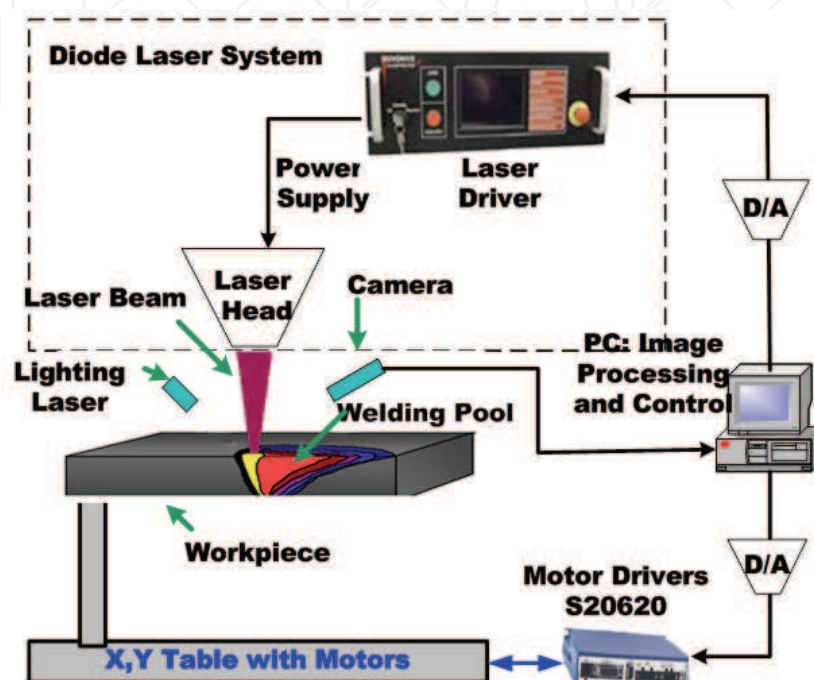 Diode Laser System
Power
Supply
Laser
Driver
D/A
Laser
Head
Laser Beam
Camera
Lighting
Laser
PC: Image
Processing
and Control
Welding Pool
Workpiece
Motor Drivers
S20620
D/A
X,Y Table with Motors